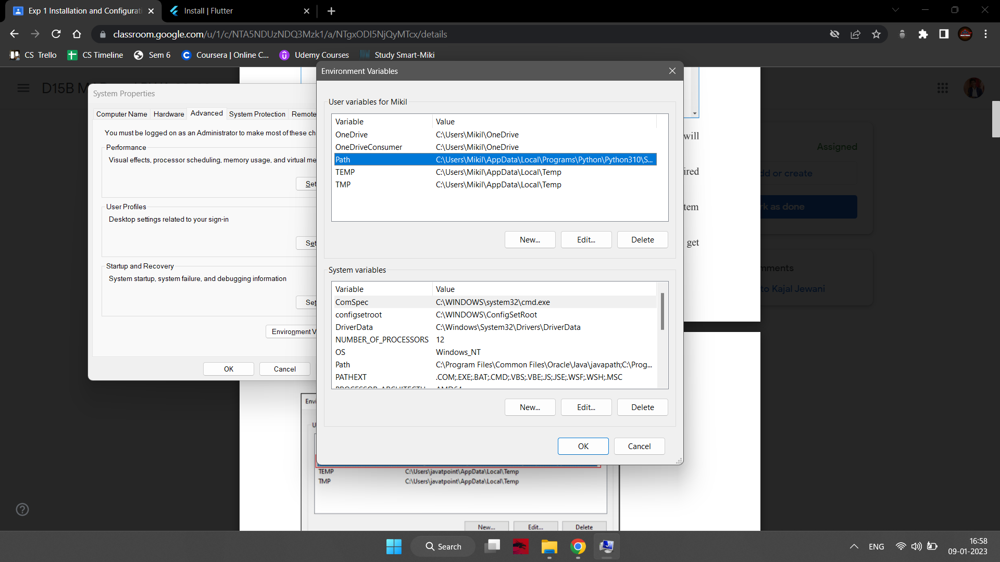 Exp 1 Installation and Configurati
Install | Flutter
classroom.google.com/u/1/c/NTA5NDUzNDQ3Mzk1/a/NTgxODI5NjQyMTcx/details
CS Trello
CS Timeline
Sem 6
Coursera | Online C...
Udemy Courses
Study Smart-Miki
D15B M
System Properties
Computer Name
Hardware
Advanced
System Protection
Remote
You must be logged on as an Administrator to make most of these ch
Performance
Visual effects, processor scheduling, memory usage, and virtual me
Set
User Profiles
Desktop settings related to your sign-in
Set
Startup and Recovery
System startup, system failure, and debugging information
Set
Environment V
OK
Cancel
Environment Variables
User variables for Mikil
Variable Value
OneDrive C:\Users\Mikil\OneDrive
OneDriveConsumer C:\Users\Mikil\OneDrive
Path C:\Users\Mikil\AppData\Local\Programs\Python\Python310\S...
TEMP C:\Users\Mikil\AppData\Local\Temp
TMP C:\Users\Mikil\AppData\Local\Temp
New... Edit... Delete
System variables
Variable Value
ComSpec C:\WINDOWS\system32\cmd.exe
configsetroot C:\WINDOWS\ConfigSetRoot
DriverData C:\Windows\System32\Drivers\DriverData
NUMBER_OF_PROCESSORS 12
OS Windows_NT
Path C:\Program Files\Common Files\Oracle\Java\javapath;C:\Prog...
PATHEXT .COM;.EXE;.BAT;.CMD;.VBS;.VBE;.JS;.JSE;.WSF;.WSH;.MSC
PROCESSOR_ARCHITECTU... AMD64
New... Edit... Delete
OK Cancel
will
ired
tem
get
Assigned
dd or create
rk as done
mments
to Kajal Jewani
Envi
U
TEMP C:\Users\javatpoint\AppData\Local\Temp
TMP C:\Users\javatpoint\AppData\Local\Temp
New... Edit... Delete
Search
ENG
16:58
09-01-2023